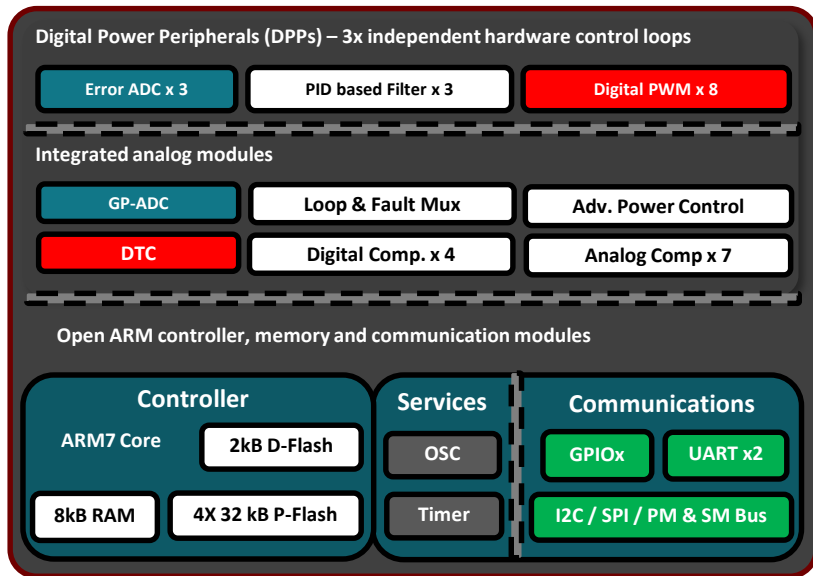 Digital Power Peripherals (DPPs) – 3x independent hardware control loops
Error ADC x 3
PID based Filter x 3
Digital PWM x 8
Integrated analog modules
GP-ADC
Loop & Fault Mux
Adv. Power Control
DTC
Digital Comp. x 4
Analog Comp x 7
Open ARM controller, memory and communication modules
Controller
ARM7 Core
2kB D-Flash
8kB RAM
4X 32 kB P-Flash
Services
OSC
Timer
Communications
GPIOx
UART x2
I2C / SPI / PM & SM Bus